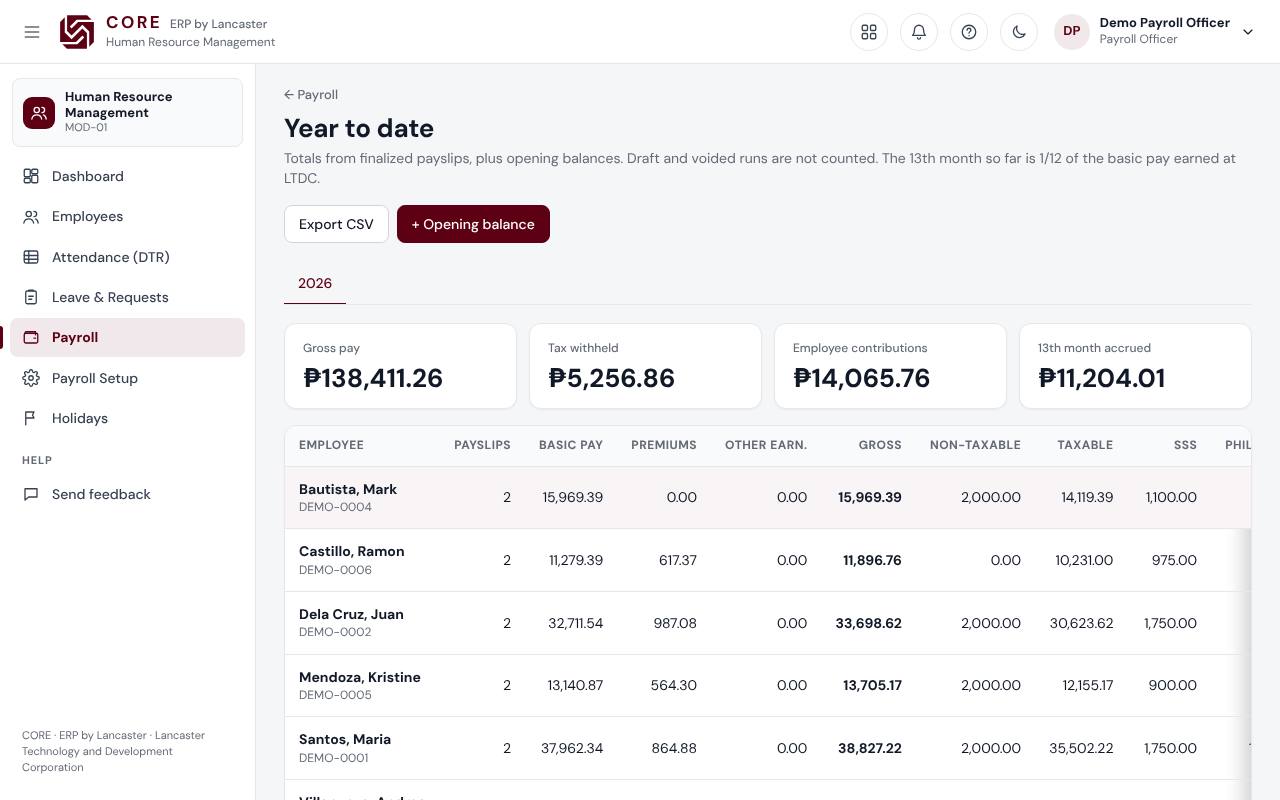 CORE ERP by Lancaster
Human Resource Management
DP
Demo Payroll Officer
Payroll Officer
Human Resource
Management
MOD-01
Dashboard
Employees
Attendance (DTR)
Leave & Requests
Payroll
Payroll Setup
Holidays
HELP
Send feedback
CORE · ERP by Lancaster · Lancaster
Technology and Development
Corporation
← Payroll
Year to date
Totals from finalized payslips, plus opening balances. Draft and voided runs are not counted. The 13th month so far is 1/12 of the basic pay earned at
LTDC.
Export CSV
+ Opening balance
2026
Gross pay
₱138,411.26
Tax withheld
₱5,256.86
Employee contributions
₱14,065.76
13th month accrued
₱11,204.01
EMPLOYEE PAYSLIPS BASIC PAY PREMIUMS OTHER EARN. GROSS NON-TAXABLE TAXABLE SSS PHIL
Bautista, Mark 2 15,969.39 0.00 0.00 15,969.39 2,000.00 14,119.39 1,100.00
DEMO-0004
Castillo, Ramon 2 11,279.39 617.37 0.00 11,896.76 0.00 10,231.00 975.00
DEMO-0006
Dela Cruz, Juan 2 32,711.54 987.08 0.00 33,698.62 2,000.00 30,623.62 1,750.00
DEMO-0002
Mendoza, Kristine 2 13,140.87 564.30 0.00 13,705.17 2,000.00 12,155.17 900.00
DEMO-0005
Santos, Maria 2 37,962.34 864.88 0.00 38,827.22 2,000.00 35,502.22 1,750.00
DEMO-0001